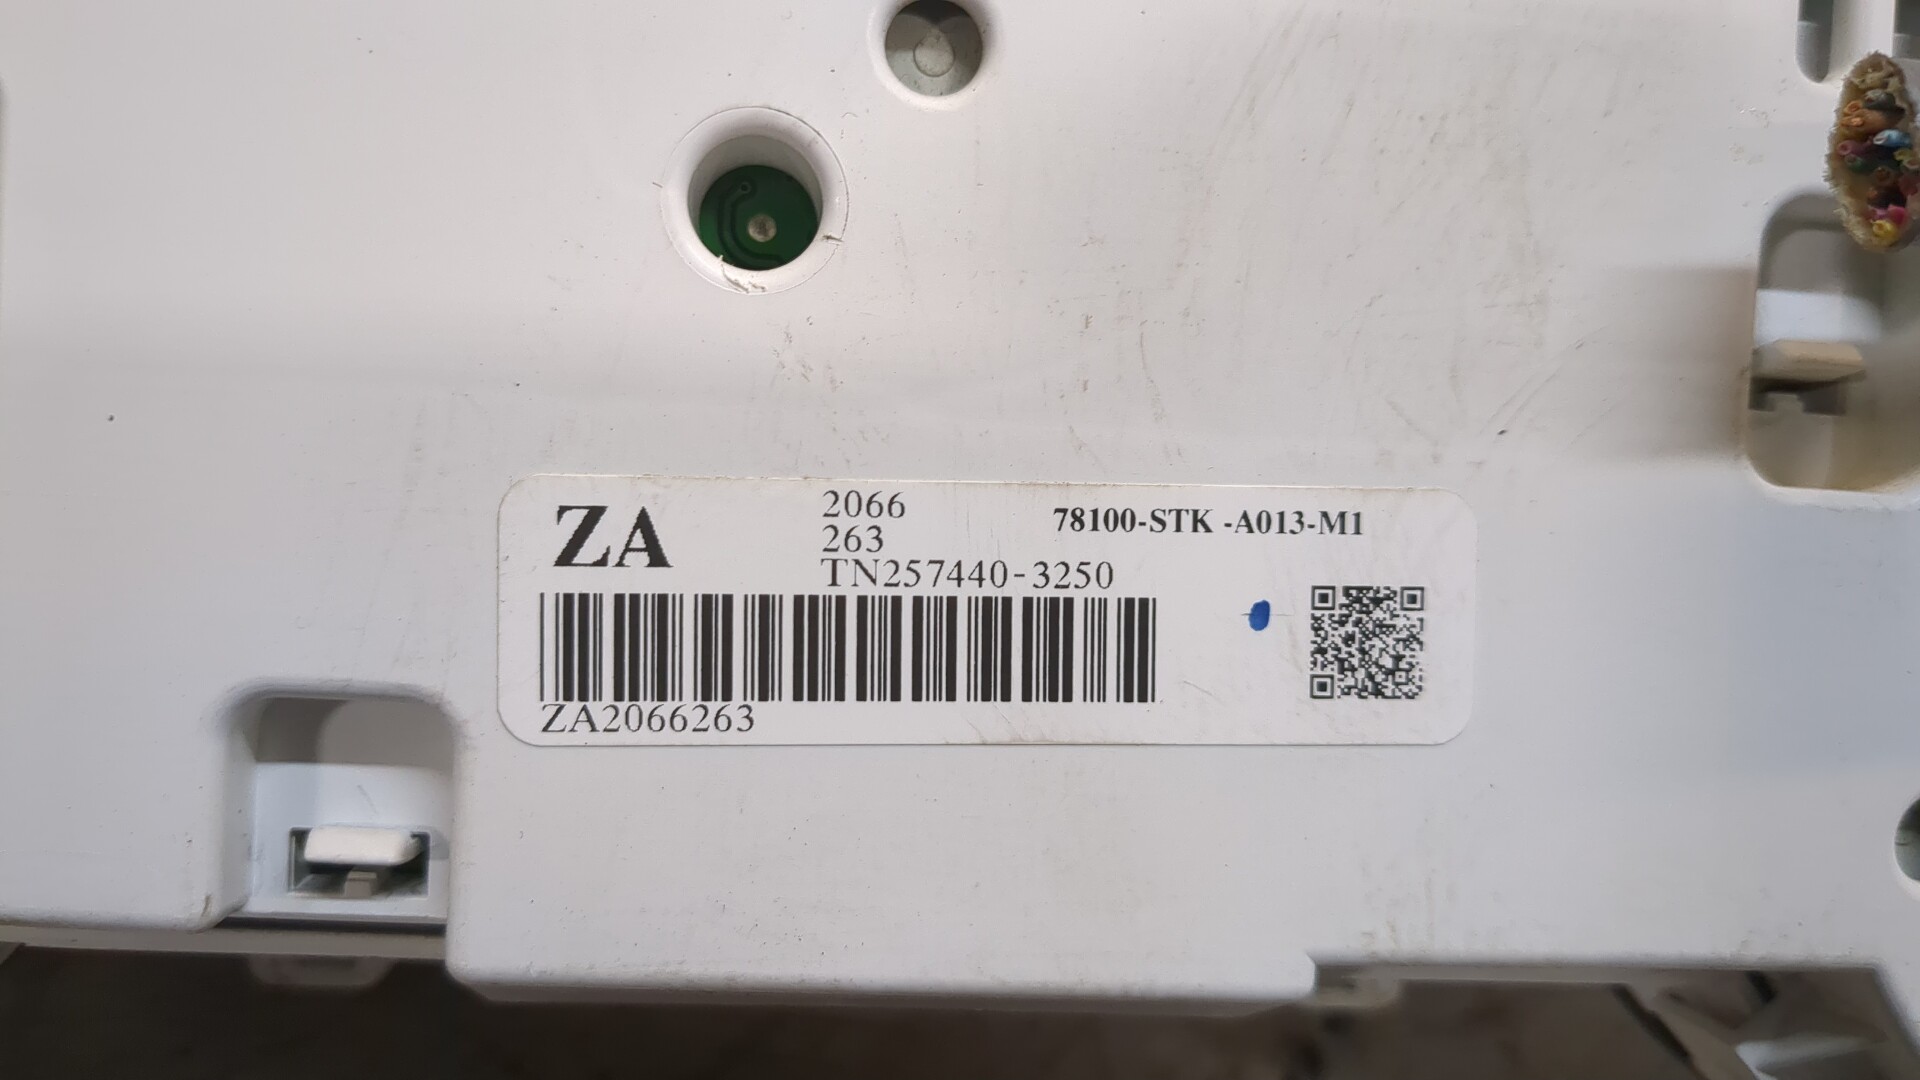 ZA
2066
263
TN257440-3250
78100-STK -A013-M1
ZA2066263